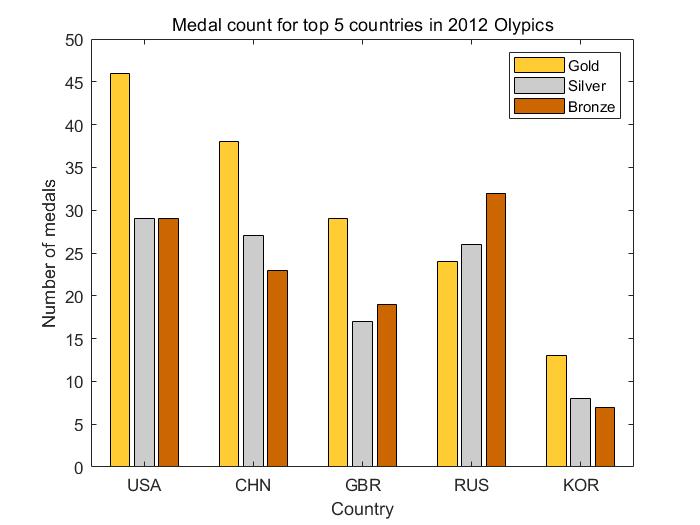 Medal count for top 5 countries in 2012 Olypics
Gold
Silver
Bronze
Number of medals
50
45
40
35
30
25
20
15
10
5
0
USA CHN GBR RUS KOR
Country